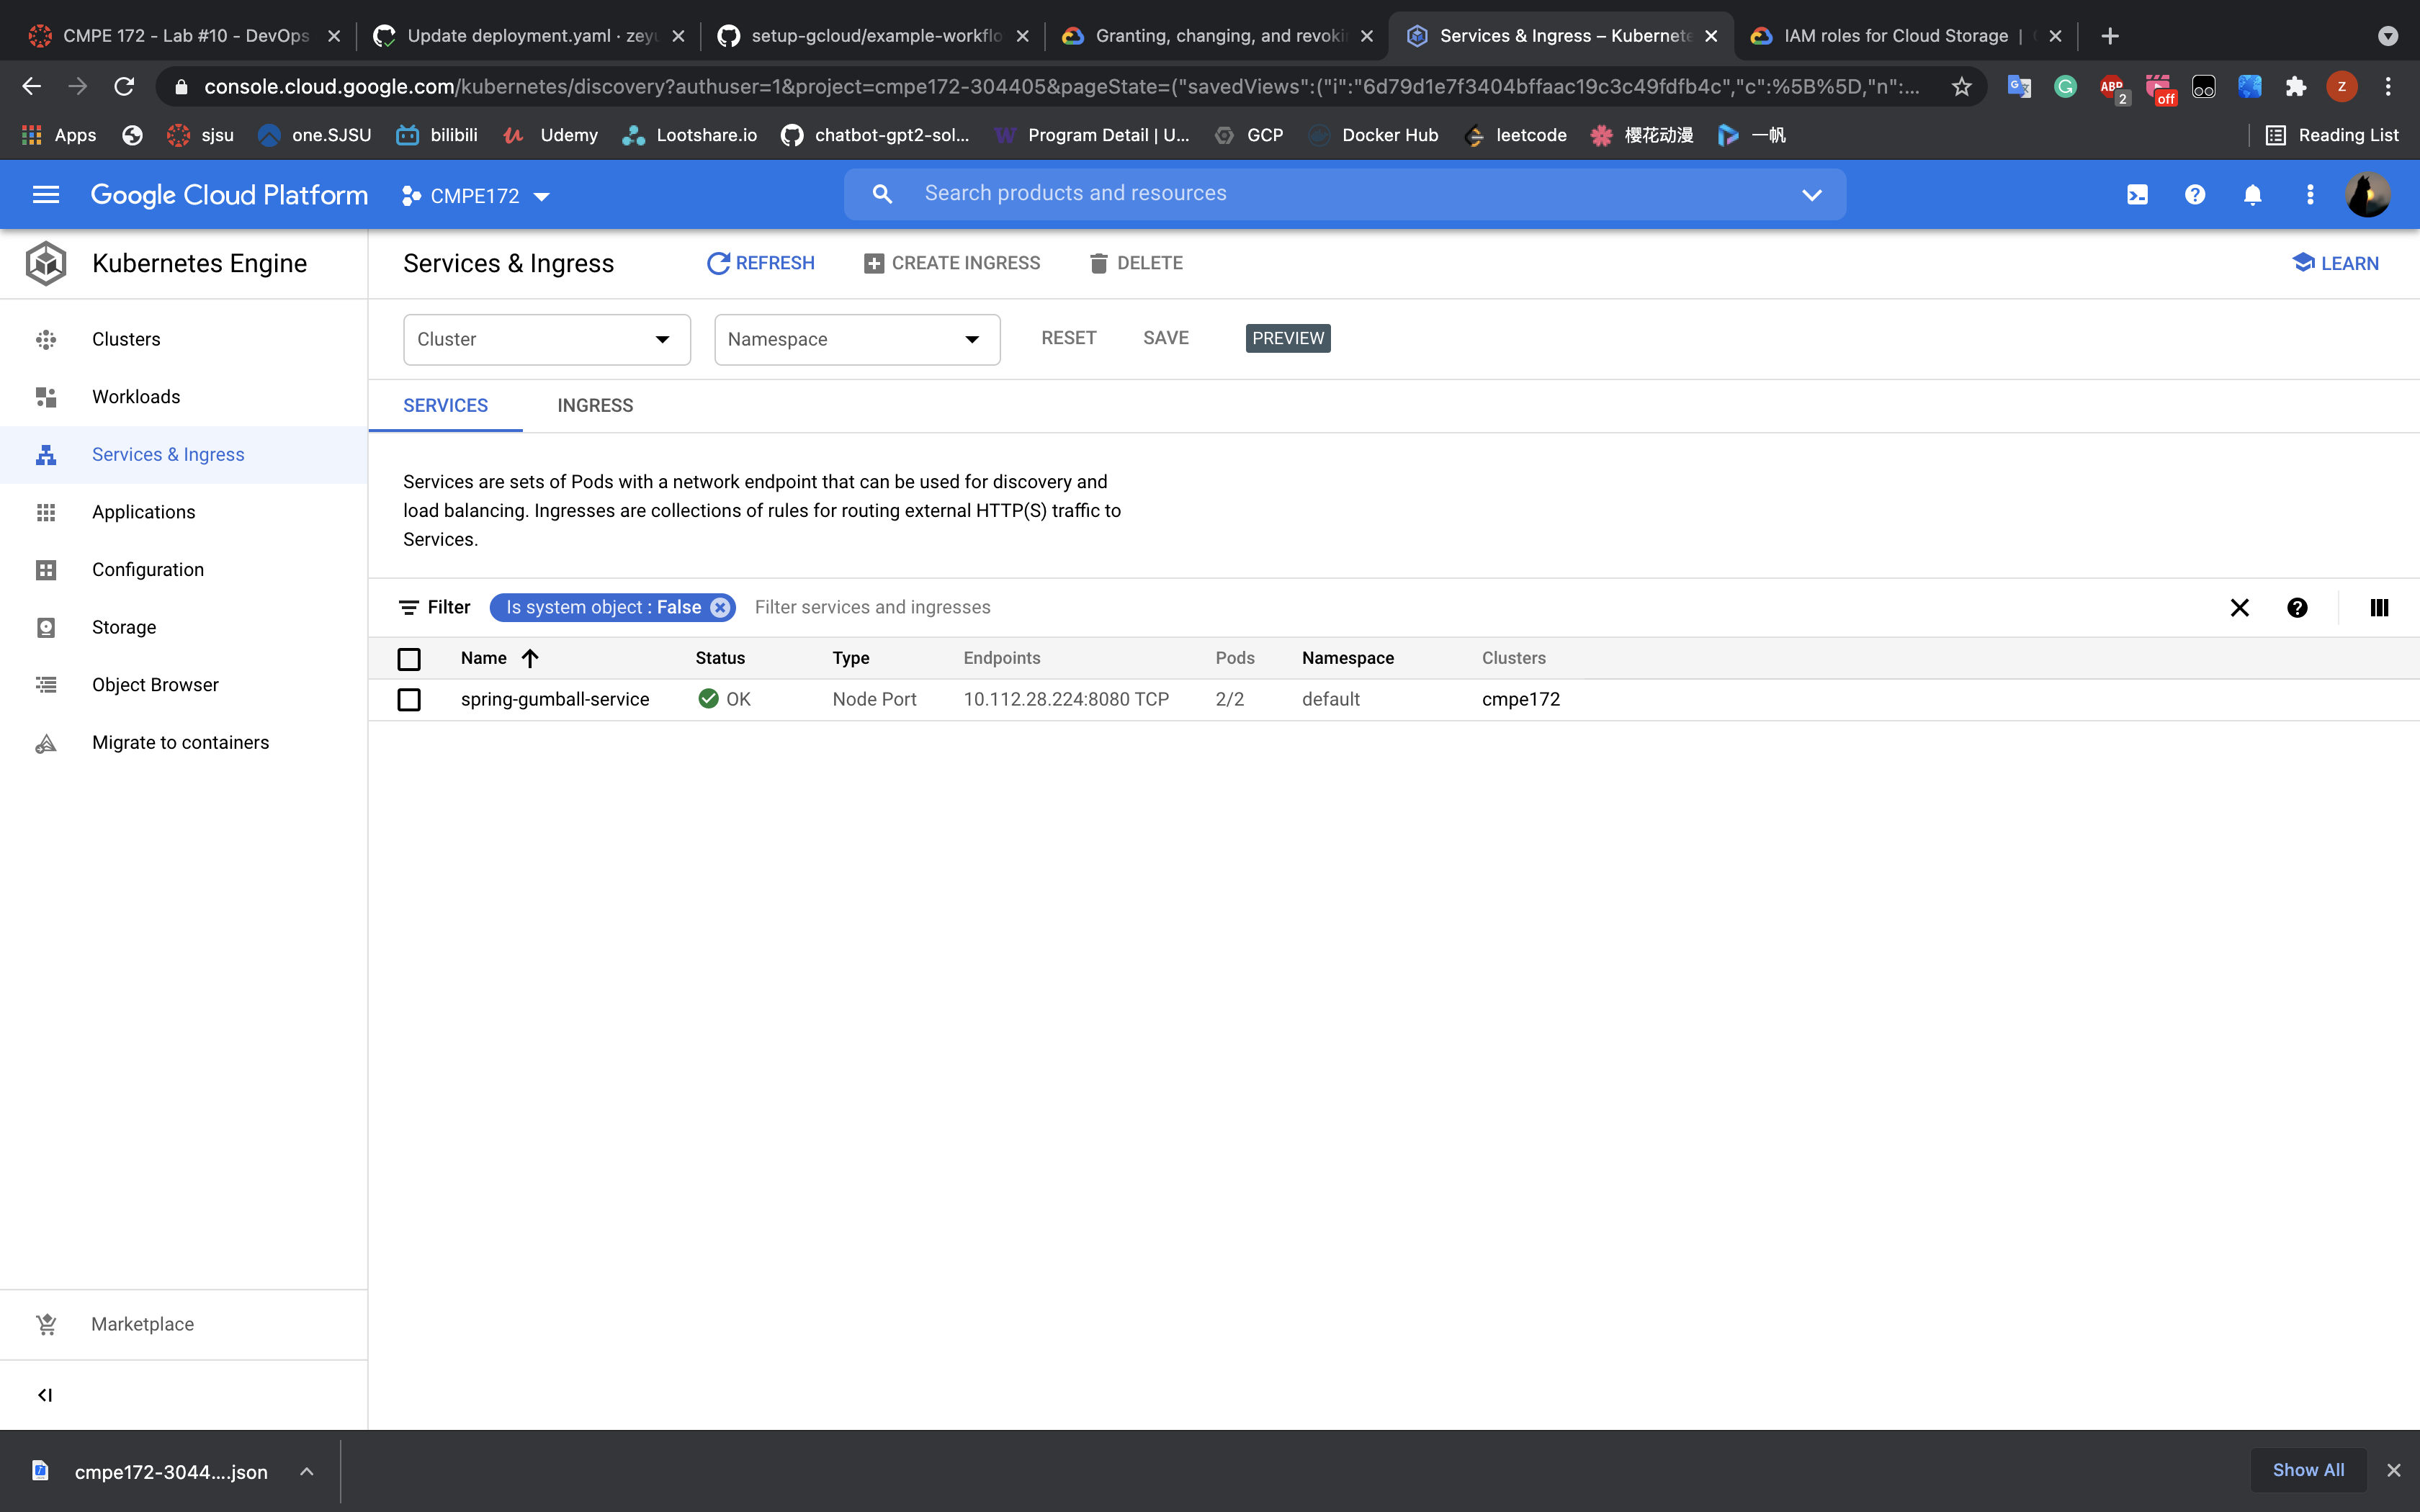 CMPE 172 - Lab #10 - DevOps
Update deployment.yaml · zeyu
setup-gcloud/example-workflo
Granting, changing, and revoki
Services & Ingress – Kubernete
IAM roles for Cloud Storage |
console.cloud.google.com/kubernetes/discovery?authuser=1&project=cmpe172-304405&pageState=("savedViews":("i":"6d79d1e7f3404bffaac19c3c49fdfb4c","c":%5B%5D,"n":...
ABP
2
off
Z
Apps
sjsu
one.SJSU
bilibili
Udemy
Lootshare.io
chatbot-gpt2-sol...
Program Detail | U...
GCP
Docker Hub
leetcode
樱花动漫
一帆
Reading List
Google Cloud Platform
CMPE172
Search products and resources
Kubernetes Engine
Services & Ingress
REFRESH
CREATE INGRESS
DELETE
LEARN
Clusters
Workloads
Services & Ingress
Applications
Configuration
Storage
Object Browser
Migrate to containers
Marketplace
Cluster
Namespace
RESET
SAVE
PREVIEW
SERVICES
INGRESS
Services are sets of Pods with a network endpoint that can be used for discovery and
load balancing. Ingresses are collections of rules for routing external HTTP(S) traffic to
Services.
Filter
Is system object : False
Filter services and ingresses
Name Status Type Endpoints Pods Namespace Clusters
spring-gumball-service OK Node Port 10.112.28.224:8080 TCP 2/2 default cmpe172
cmpe172-3044....json
Show All